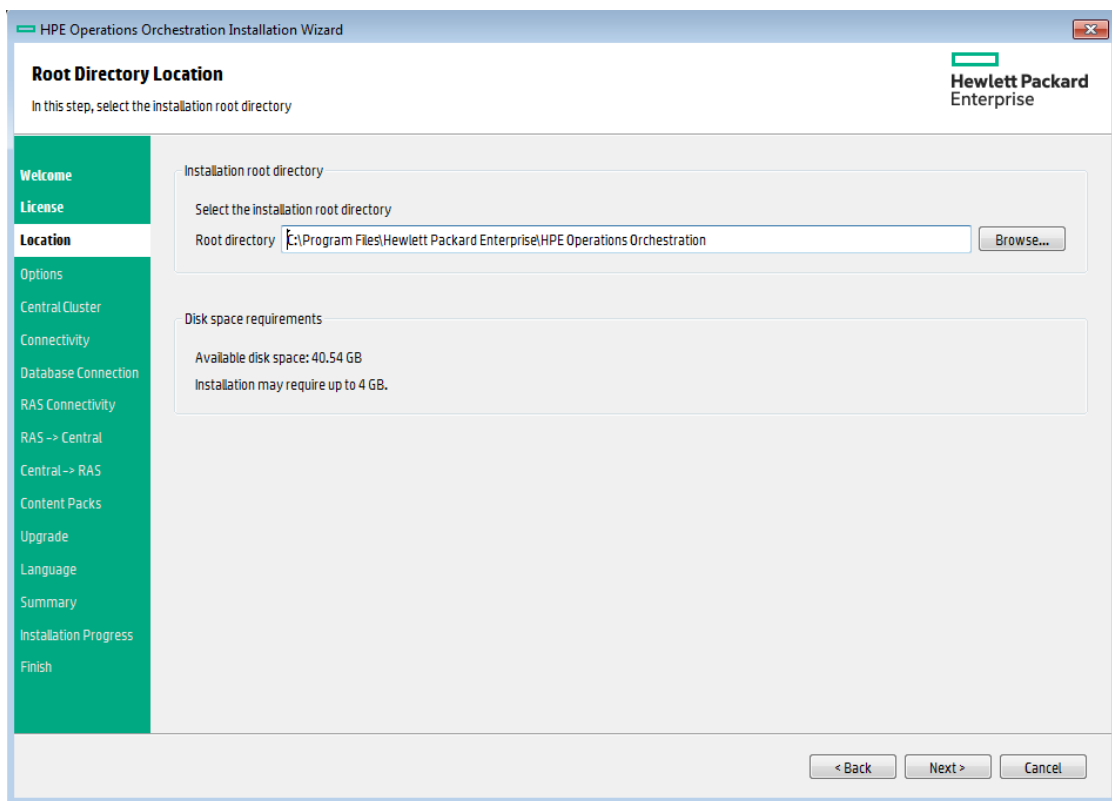 HPE Operations Orchestration Installation Wizard
Root Directory Location
In this step, select the installation root directory
Hewlett Packard
Enterprise
Welcome
License
Location
Options
Central Cluster
Connectivity
Database Connection
RAS Connectivity
RAS -> Central
Central -> RAS
Content Packs
Upgrade
Language
Summary
Installation Progress
Finish
Installation root directory
Select the installation root directory
Root directory C:\Program Files\Hewlett Packard Enterprise\HPE Operations Orchestration Browse...
Disk space requirements
Available disk space: 40.54 GB
Installation may require up to 4 GB.
< Back Next > Cancel